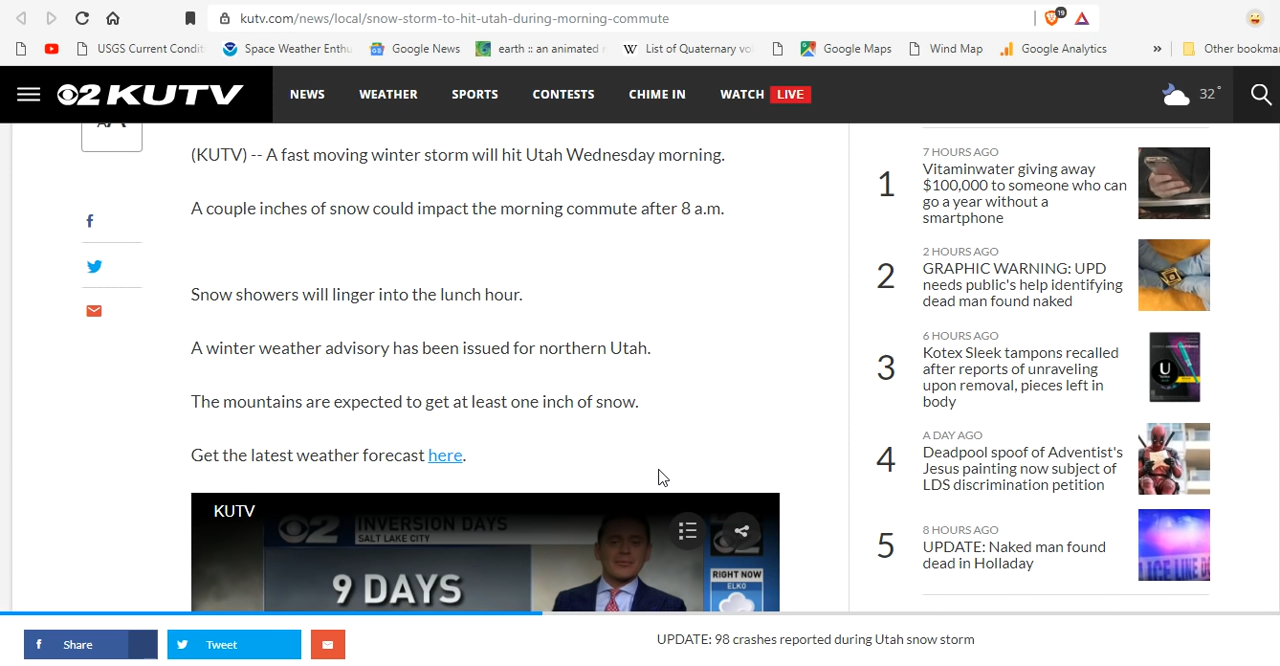 kutv.com/news/local/snow-storm-to-hit-utah-during-morning-commute
19
USGS Current Conditi
Space Weather Enthu
Google News
earth :: an animated
W List of Quaternary vo
Google Maps
Wind Map
Google Analytics
»
Other bookma
2 KUTV
NEWS
WEATHER
SPORTS
CONTESTS
CHIME IN
WATCH LIVE
32°
(KUTV) -- A fast moving winter storm will hit Utah Wednesday morning.
A couple inches of snow could impact the morning commute after 8 a.m.
Snow showers will linger into the lunch hour.
A winter weather advisory has been issued for northern Utah.
The mountains are expected to get at least one inch of snow.
Get the latest weather forecast here.
KUTV
2
INVERSION DAYS
SALT LAKE CITY
9 DAYS
2
RIGHT NOW
ELKO
1
7 HOURS AGO
Vitaminwater giving away
$100,000 to someone who can
go a year without a
smartphone
2
2 HOURS AGO
GRAPHIC WARNING: UPD
needs public's help identifying
dead man found naked
3
6 HOURS AGO
Kotex Sleek tampons recalled
after reports of unraveling
upon removal, pieces left in
body
U
4
A DAY AGO
Deadpool spoof of Adventist's
Jesus painting now subject of
LDS discrimination petition
5
8 HOURS AGO
UPDATE: Naked man found
dead in Holladay
ICE LINE DO
f Share
Tweet
UPDATE: 98 crashes reported during Utah snow storm